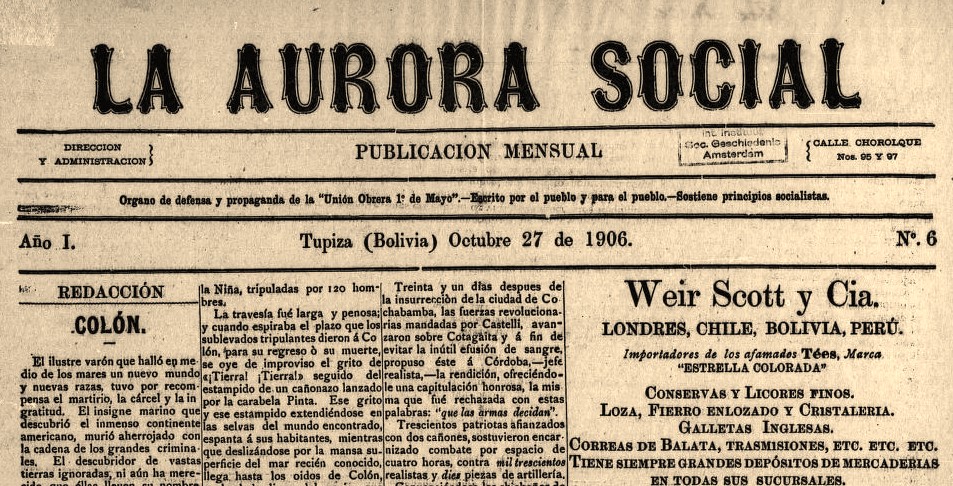 LA AURORA SOCIAL
DIRECCION
Y ADMINISTRACION
PUBLICACION MENSUAL
Int. Instituut
Soc. Geschiedenis
Amsterdam
CALLE CHOROLQUE
Nos. 95 Y 97
Organo de defensa y propaganda de la "Unión Obrera 1º de Mayo".—Escrito por el pueblo y para el pueblo.—Sostiene principios socialistas.
Año I.
Tupiza (Bolivia) Octubre 27 de 1906.
Nº. 6
REDACCIÓN
COLÓN.
El ilustre varón que halló en me-
dio de los mares un nuevo mundo
y nuevas razas, tuvo por recom-
pensa el martirio, la cárcel y la in
gratitud. El insigne marino que
descubrió el inmenso continente
americano, murió aherrojado con
la cadena de los grandes crimina-
les. El descubridor de vastas
tierras ignoradas, ni aún ha mere-
cido que éllas lleven su nombre
la Niña, tripuladas por 120 hom-
bres.
La travesía fué larga y penosa;
y cuando espiraba el plazo que los
sublevados tripulantes dieron á Co
lón, para su regreso ò su muerte,
se oye de improviso el grito de
«¡Tierra! ¡Tierra!» seguido del
estampido de un cañonazo lanzado
por la carabela Pinta. Ese grito
y ese estampido extendiéndose en
las selvas del mundo encontrado,
espanta á sus habitantes, mientras
que deslizándose por la mansa su-
perficie del mar recién conocido,
llega hasta los oidos de Colón,
Treinta y un días despues de
la insurrección de la ciudad de Co
chabamba, las fuerzas revoluciona-
rias mandadas por Castelli, avan-
zaron sobre Cotagaita y á fin de
evitar la inútil efusión de sangre,
propuso éste á Córdoba,—jefe
realista,—la rendición, ofreciéndo-
le una capitulación honrosa, la mis
ma que fué rechazada con estas
palabras: "que las armas decidan".
Trescientos patriotas afianzados
con dos cañones, sostuvieron encar-
nizado combate por espacio de
cuatro horas, contra mil trescientos
realistas y diez piezas de artillería.
Weir Scott y Cia.
LONDRES, CHILE, BOLIVIA, PERÚ.
Importadores de los afamados Tées, Marca
"ESTRELLA COLORADA"
CONSERVAS Y LICORES FINOS.
LOZA, FIERRO ENLOZADO Y CRISTALERIA.
GALLETAS INGLESAS.
CORREAS DE BALATA, TRASMISIONES, ETC. ETC. ETC.
TIENE SIEMPRE GRANDES DEPÓSITOS DE MERCADERIAS
EN TODAS SUS SUCURSALES.